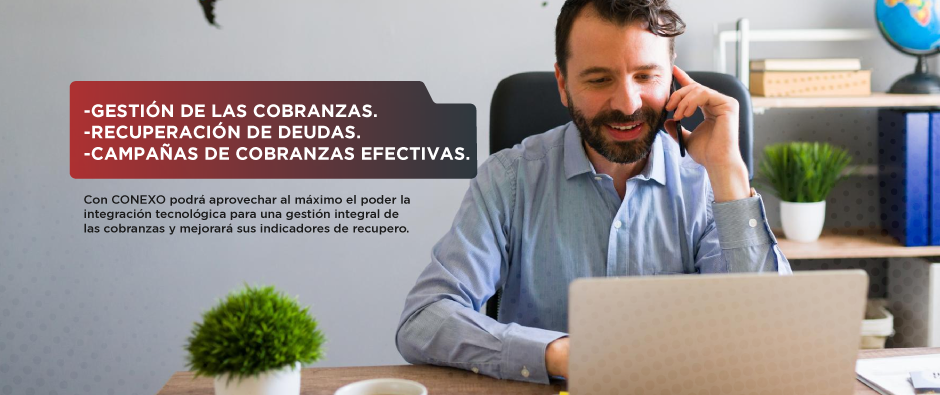 -GESTIÓN DE LAS COBRANZAS.
-RECUPERACIÓN DE DEUDAS.
-CAMPAÑAS DE COBRANZAS EFECTIVAS.
Con CONEXO podrá aprovechar al máximo el poder la
integración tecnológica para una gestión integral de
las cobranzas y mejorará sus indicadores de recupero.